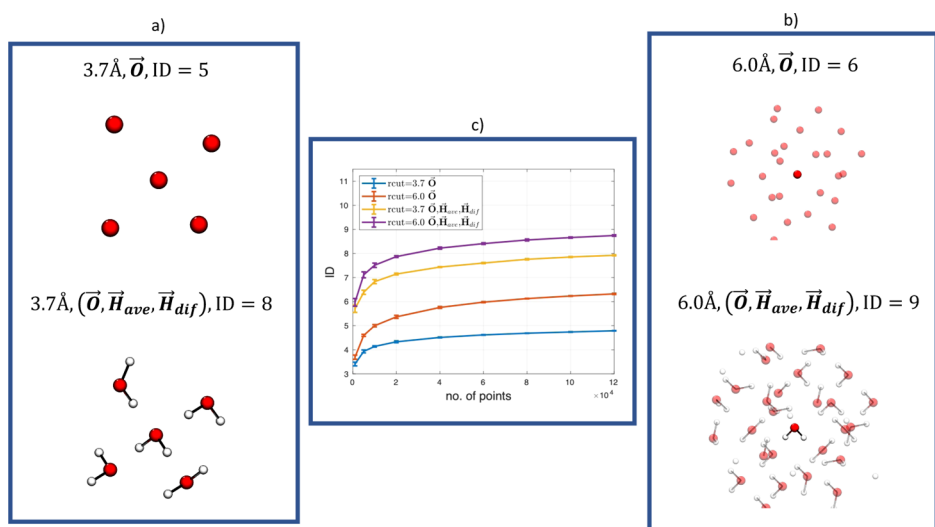 a)
3.7Å, O⃗, ID = 5
3.7Å, (O⃗, H⃗ave, H⃗dif), ID = 8
c)
rcut=3.7 O⃗
rcut=6.0 O⃗
rcut=3.7 O⃗,H⃗ave,H⃗dif
rcut=6.0 O⃗,H⃗ave,H⃗dif
ID
11
10
9
8
7
6
5
4
3
0 2 4 6 8 10 12
×10⁴
no. of points
b)
6.0Å, O⃗, ID = 6
6.0Å, (O⃗, H⃗ave, H⃗dif), ID = 9